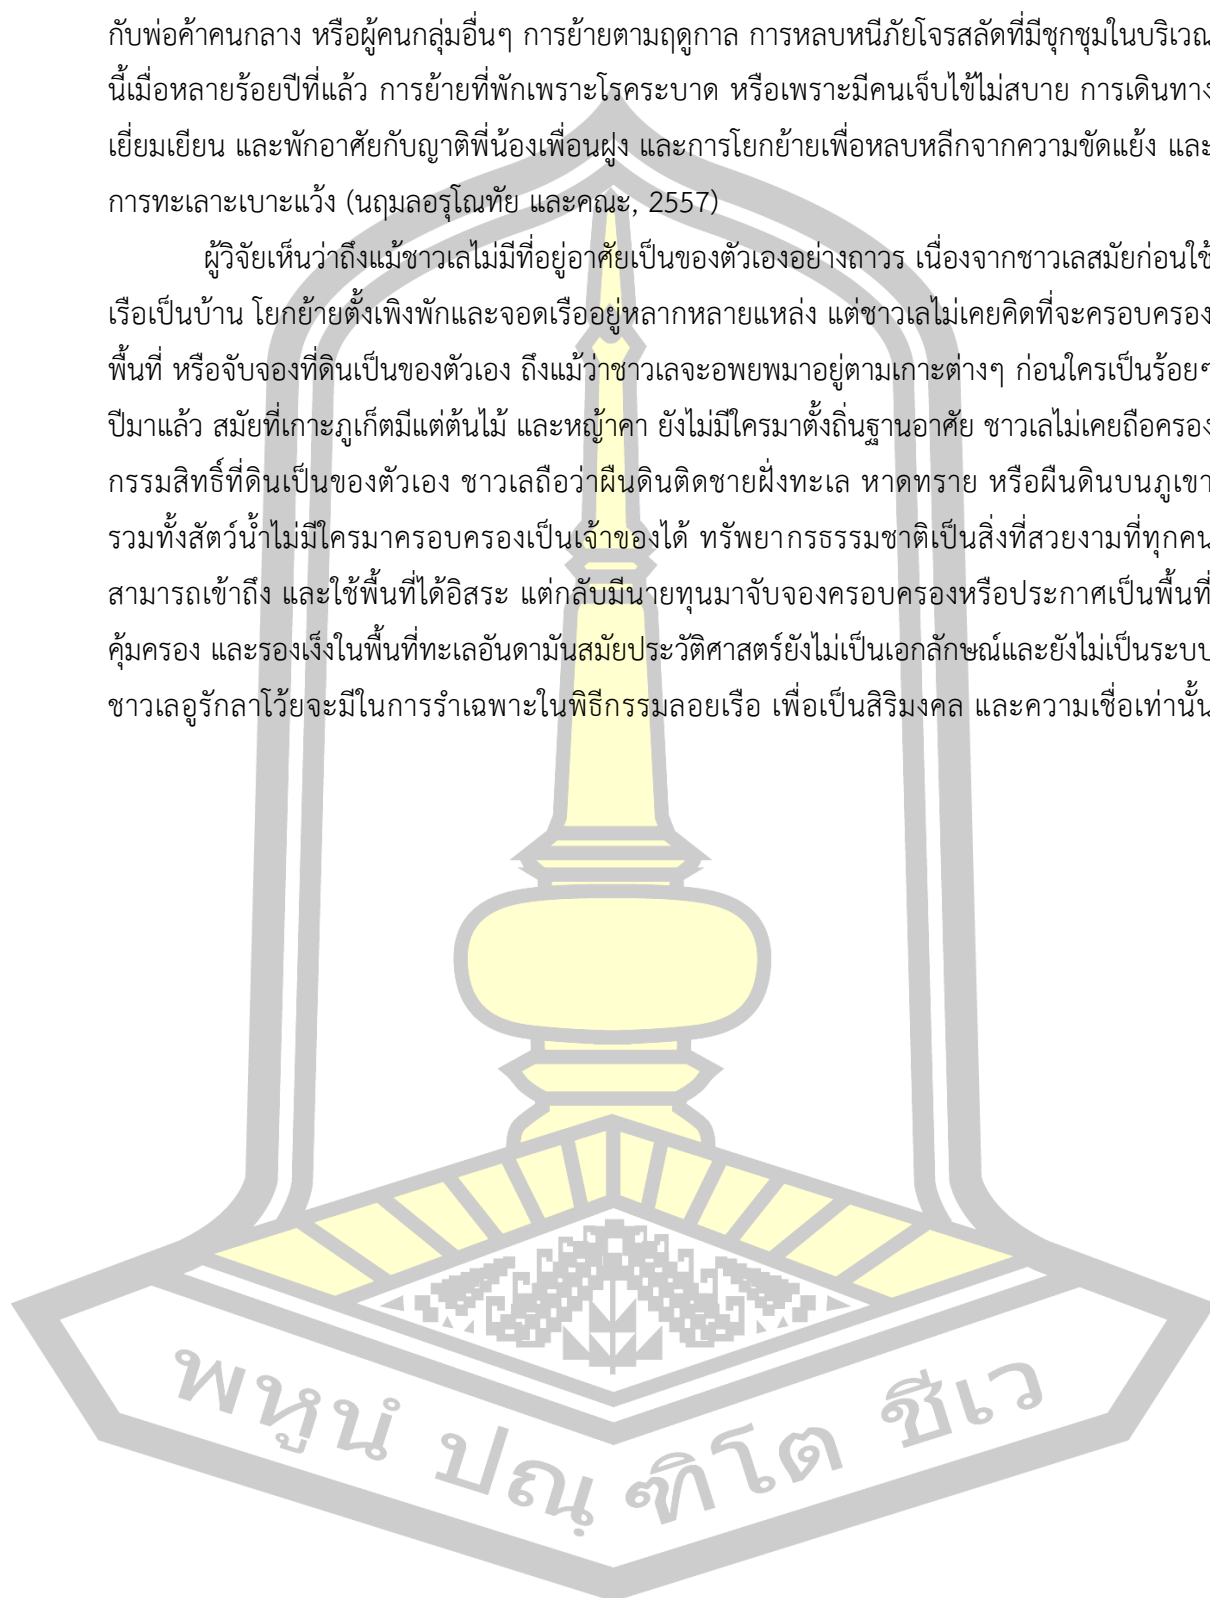 กับพ่อค้าคนกลาง หรือผู้คนกลุ่มอื่นๆ การย้ายตามฤดูกาล การหลบหนีภัยโจรสลัดที่มีชุกชุมในบริเวณ
นี้เมื่อหลายร้อยปีที่แล้ว การย้ายที่พักเพราะโรคระบาด หรือเพราะมีคนเจ็บไข้ไม่สบาย การเดินทาง
เยี่ยมเยียน และพักอาศัยกับญาติพี่น้องเพื่อนฝูง และการโยกย้ายเพื่อหลบหลีกจากความขัดแย้ง และ
การทะเลาะเบาะแว้ง (นฤมลอรุโณทัย และคณะ, 2557)
ผู้วิจัยเห็นว่าถึงแม้ชาวเลไม่มีที่อยู่อาศัยเป็นของตัวเองอย่างถาวร เนื่องจากชาวเลสมัยก่อนใช้
เรือเป็นบ้าน โยกย้ายตั้งเพิงพักและจอดเรืออยู่หลากหลายแหล่ง แต่ชาวเลไม่เคยคิดที่จะครอบครอง
พื้นที่ หรือจับจองที่ดินเป็นของตัวเอง ถึงแม้ว่าชาวเลจะอพยพมาอยู่ตามเกาะต่างๆ ก่อนใครเป็นร้อยๆ
ปีมาแล้ว สมัยที่เกาะภูเก็ตมีแต่ต้นไม้ และหญ้าคา ยังไม่มีใครมาตั้งถิ่นฐานอาศัย ชาวเลไม่เคยถือครอง
กรรมสิทธิ์ที่ดินเป็นของตัวเอง ชาวเลถือว่าผืนดินติดชายฝั่งทะเล หาดทราย หรือผืนดินบนภูเขา
รวมทั้งสัตว์น้ำไม่มีใครมาครอบครองเป็นเจ้าของได้ ทรัพยากรธรรมชาติเป็นสิ่งที่สวยงามที่ทุกคน
สามารถเข้าถึง และใช้พื้นที่ได้อิสระ แต่กลับมีนายทุนมาจับจองครอบครองหรือประกาศเป็นพื้นที่
คุ้มครอง และรองเง็งในพื้นที่ทะเลอันดามันสมัยประวัติศาสตร์ยังไม่เป็นเอกลักษณ์และยังไม่เป็นระบบ
ชาวเลอูรักลาโว้ยจะมีในการรำเฉพาะในพิธีกรรมลอยเรือ เพื่อเป็นสิริมงคล และความเชื่อเท่านั้น
พหูนํ ปณฺฑิโต ชีเว